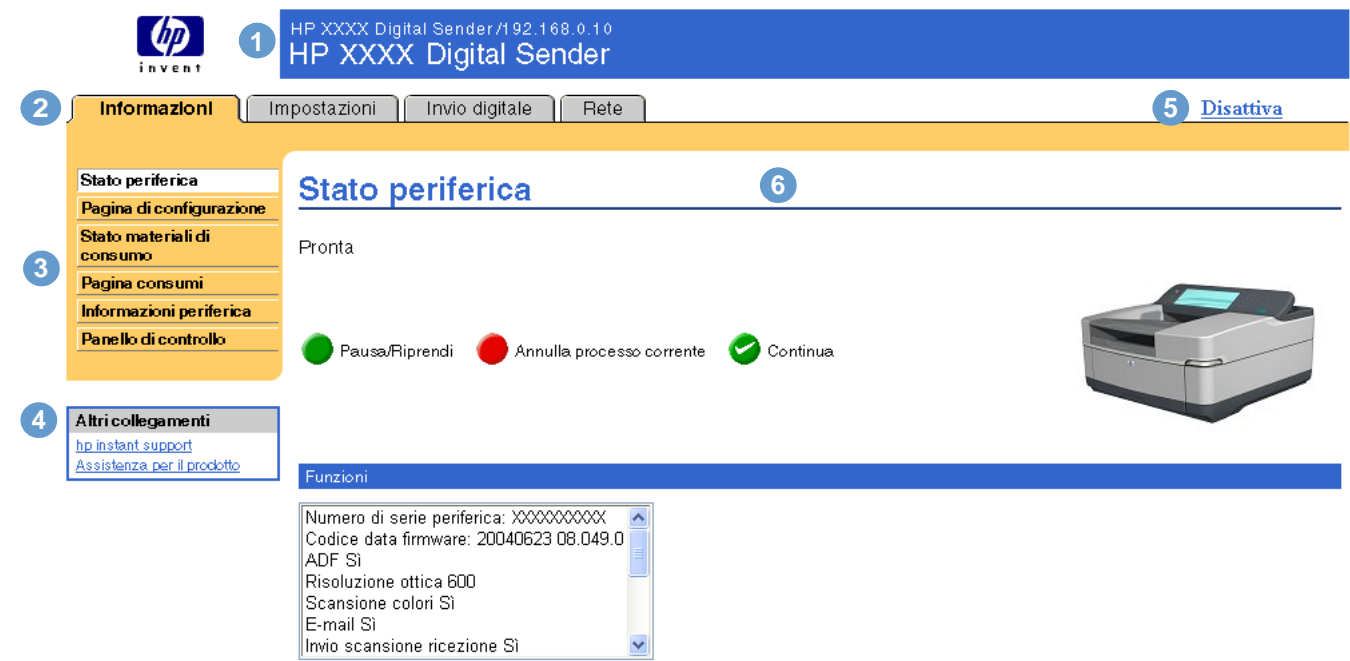 hp
invent
1
HP XXXX Digital Sender/192.168.0.10
HP XXXX Digital Sender
2
Informazioni
Impostazioni
Invio digitale
Rete
5
Disattiva
Stato periferica
Pagina di configurazione
Stato materiali di
consumo
3
Pagina consumi
Informazioni periferica
Panello di controllo
4
Altri collegamenti
hp instant support
Assistenza per il prodotto
Stato periferica
6
Pronta
Pausa/Riprendi
Annulla processo corrente
Continua
Funzioni
Numero di serie periferica: XXXXXXXXXX
Codice data firmware: 20040623 08.049.0
ADF Sì
Risoluzione ottica 600
Scansione colori Sì
E-mail Sì
Invio scansione ricezione Sì